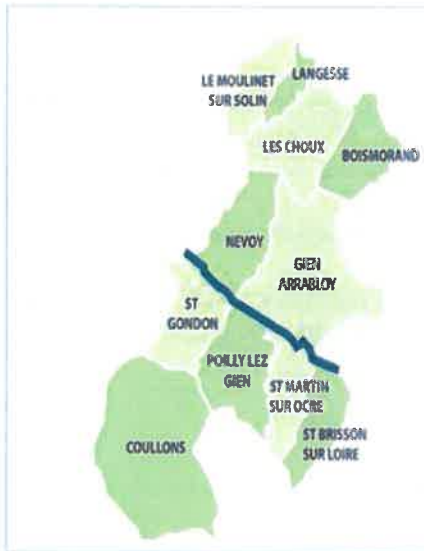 LANGESSE
LE MOULINET
SUR SOLIN
LES CHOUX
BOISMORAND
NEVOY
GIEN
ARRABLOY
ST
GONDON
POILLY LEZ
GIEN
ST MARTIN
SUR OCRE
COULLONS
ST BRISSON
SUR LOIRE